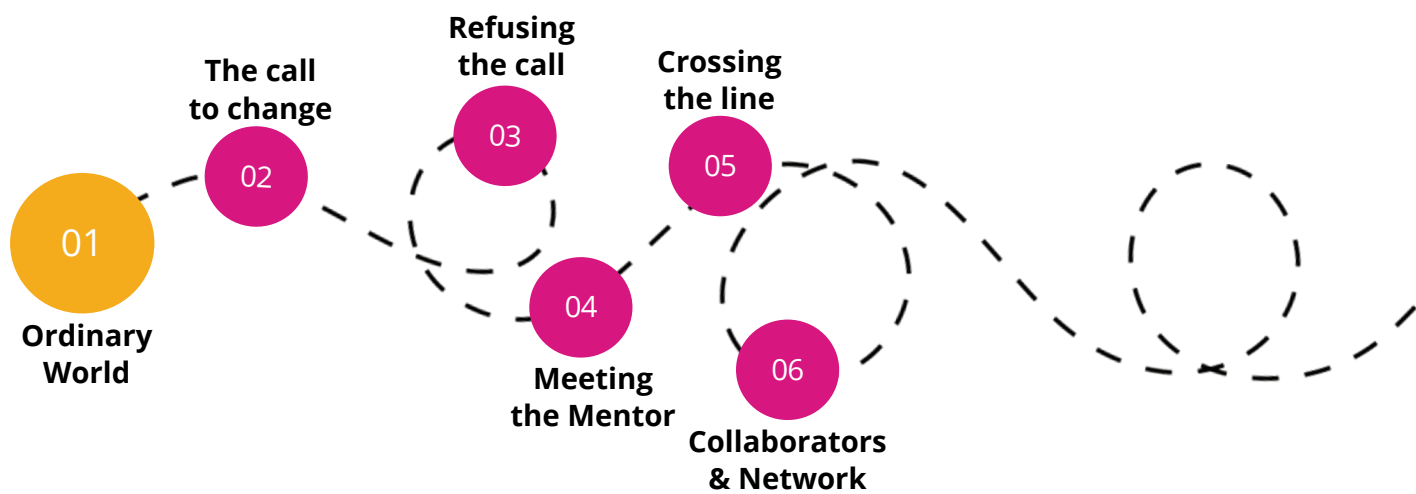 01
Ordinary
World
The call
to change
02
Refusing
the call
03
04
Meeting
the Mentor
Crossing
the line
05
06
Collaborators
& Network